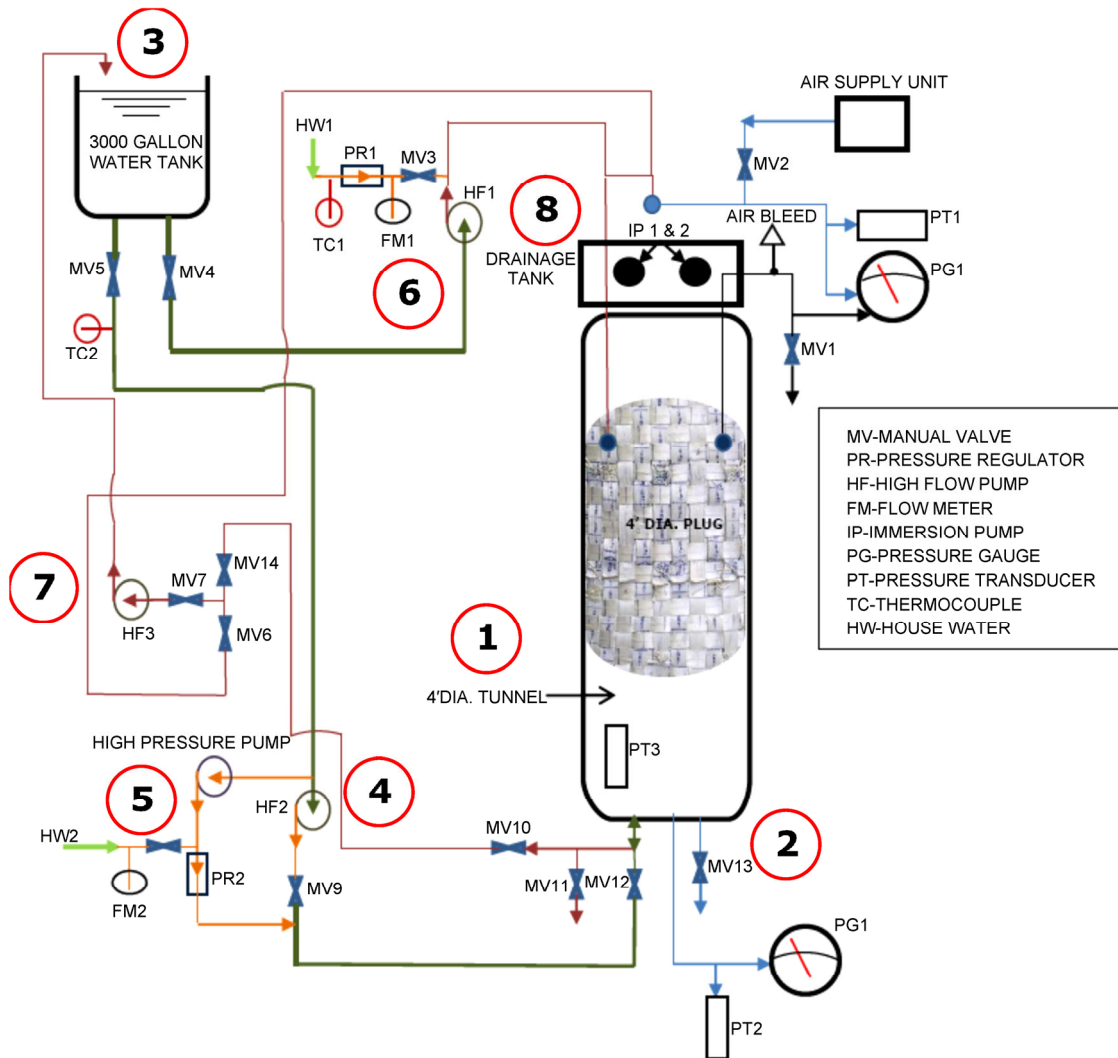 3
AIR SUPPLY UNIT
3000 GALLON
WATER TANK
HW1
PR1
MV3
MV2
HF1
8
AIR BLEED
PT1
IP 1 & 2
TC1
FM1
DRAINAGE
TANK
PG1
MV5
MV4
6
TC2
MV1
MV-MANUAL VALVE
PR-PRESSURE REGULATOR
HF-HIGH FLOW PUMP
FM-FLOW METER
IP-IMMERSION PUMP
PG-PRESSURE GAUGE
PT-PRESSURE TRANSDUCER
TC-THERMOCOUPLE
HW-HOUSE WATER
4' DIA. PLUG
7
MV14
MV7
HF3
MV6
1
4'DIA. TUNNEL
PT3
HIGH PRESSURE PUMP
5
HF2
4
HW2
MV10
2
PR2
MV9
MV11
MV12
MV13
FM2
PG1
PT2